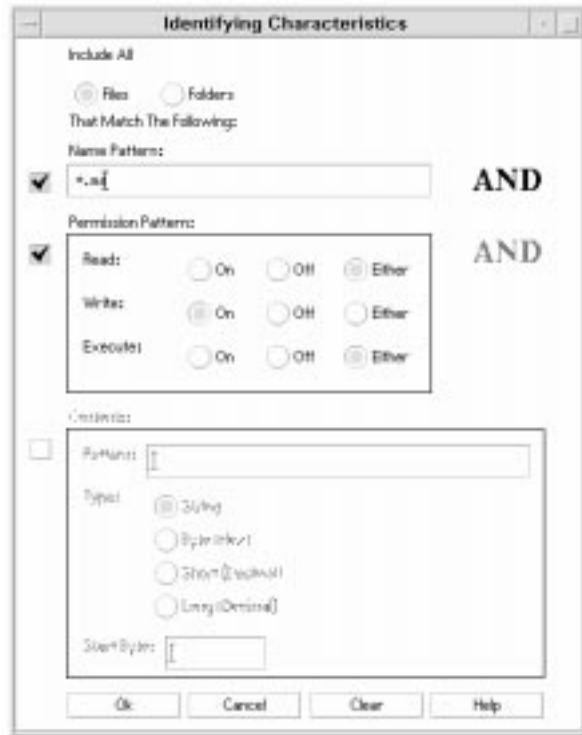 Identifying Characteristics
Include All
Files Folders
That Match The Following:
Name Pattern:
AND
Permission Pattern:
AND
Read: On Off Either
Write: On Off Either
Execute: On Off Either
Contents:
Pattern:
Type: String
Byte (Hex)
Short (Decimal)
Long (Decimal)
Start Byte:
Ok Cancel Clear Help